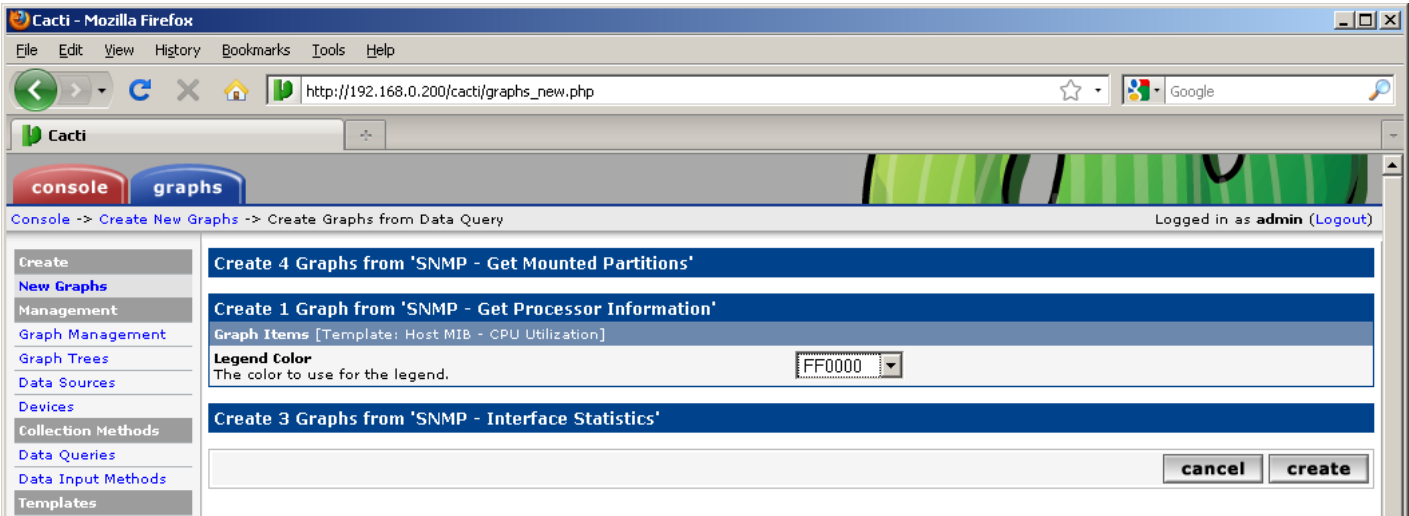 Cacti - Mozilla Firefox
File Edit View History Bookmarks Tools Help
http://192.168.0.200/cacti/graphs_new.php
Google
Cacti
console graphs
Console -> Create New Graphs -> Create Graphs from Data Query
Logged in as admin (Logout)
Create
New Graphs
Management
Graph Management
Graph Trees
Data Sources
Devices
Collection Methods
Data Queries
Data Input Methods
Templates
Create 4 Graphs from 'SNMP - Get Mounted Partitions'
Create 1 Graph from 'SNMP - Get Processor Information'
Graph Items [Template: Host MIB - CPU Utilization]
Legend Color
The color to use for the legend.
FF0000
Create 3 Graphs from 'SNMP - Interface Statistics'
cancel create